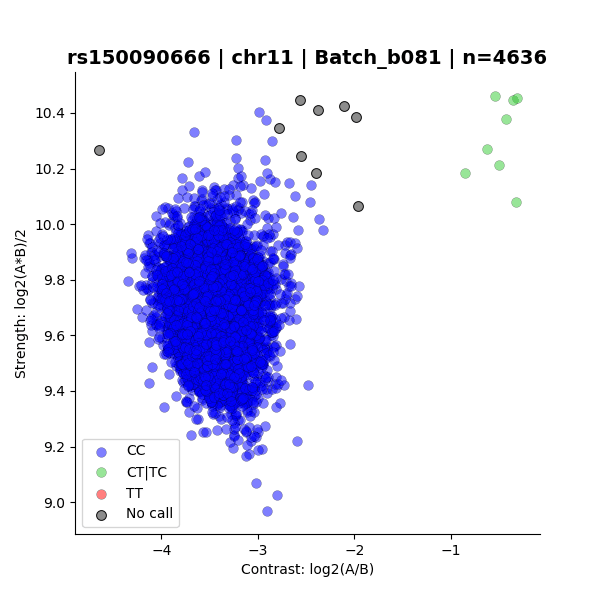 rs150090666 | chr11 | Batch_b081 | n=4636
Strength: log2(A*B)/2
10.4
10.2
10.0
9.8
9.6
9.4
9.2
9.0
CC
CT|TC
TT
No call
−4
−3
−2
−1
Contrast: log2(A/B)